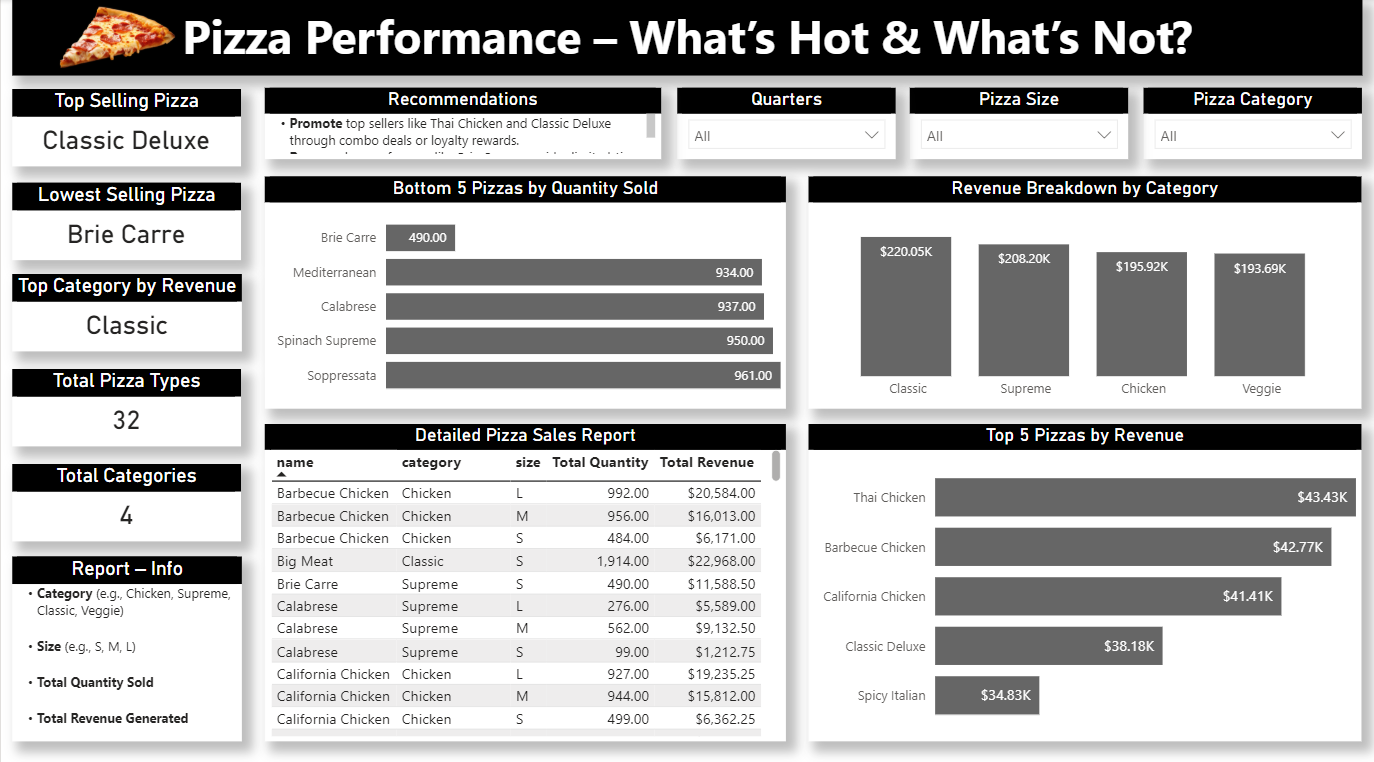 Pizza Performance – What's Hot & What's Not?
Top Selling Pizza
Classic Deluxe
Lowest Selling Pizza
Brie Carre
Top Category by Revenue
Classic
Total Pizza Types
32
Total Categories
4
Report – Info
• Category (e.g., Chicken, Supreme,
Classic, Veggie)
• Size (e.g., S, M, L)
• Total Quantity Sold
• Total Revenue Generated
Recommendations
• Promote top sellers like Thai Chicken and Classic Deluxe
through combo deals or loyalty rewards.
Quarters
All
Pizza Size
All
Pizza Category
All
Bottom 5 Pizzas by Quantity Sold
Brie Carre 490.00
Mediterranean 934.00
Calabrese 937.00
Spinach Supreme 950.00
Soppressata 961.00
Revenue Breakdown by Category
$220.05K $208.20K $195.92K $193.69K
Classic Supreme Chicken Veggie
Detailed Pizza Sales Report
name category size Total Quantity Total Revenue
Barbecue Chicken Chicken L 992.00 $20,584.00
Barbecue Chicken Chicken M 956.00 $16,013.00
Barbecue Chicken Chicken S 484.00 $6,171.00
Big Meat Classic S 1,914.00 $22,968.00
Brie Carre Supreme S 490.00 $11,588.50
Calabrese Supreme L 276.00 $5,589.00
Calabrese Supreme M 562.00 $9,132.50
Calabrese Supreme S 99.00 $1,212.75
California Chicken Chicken L 927.00 $19,235.25
California Chicken Chicken M 944.00 $15,812.00
California Chicken Chicken S 499.00 $6,362.25
Top 5 Pizzas by Revenue
Thai Chicken $43.43K
Barbecue Chicken $42.77K
California Chicken $41.41K
Classic Deluxe $38.18K
Spicy Italian $34.83K